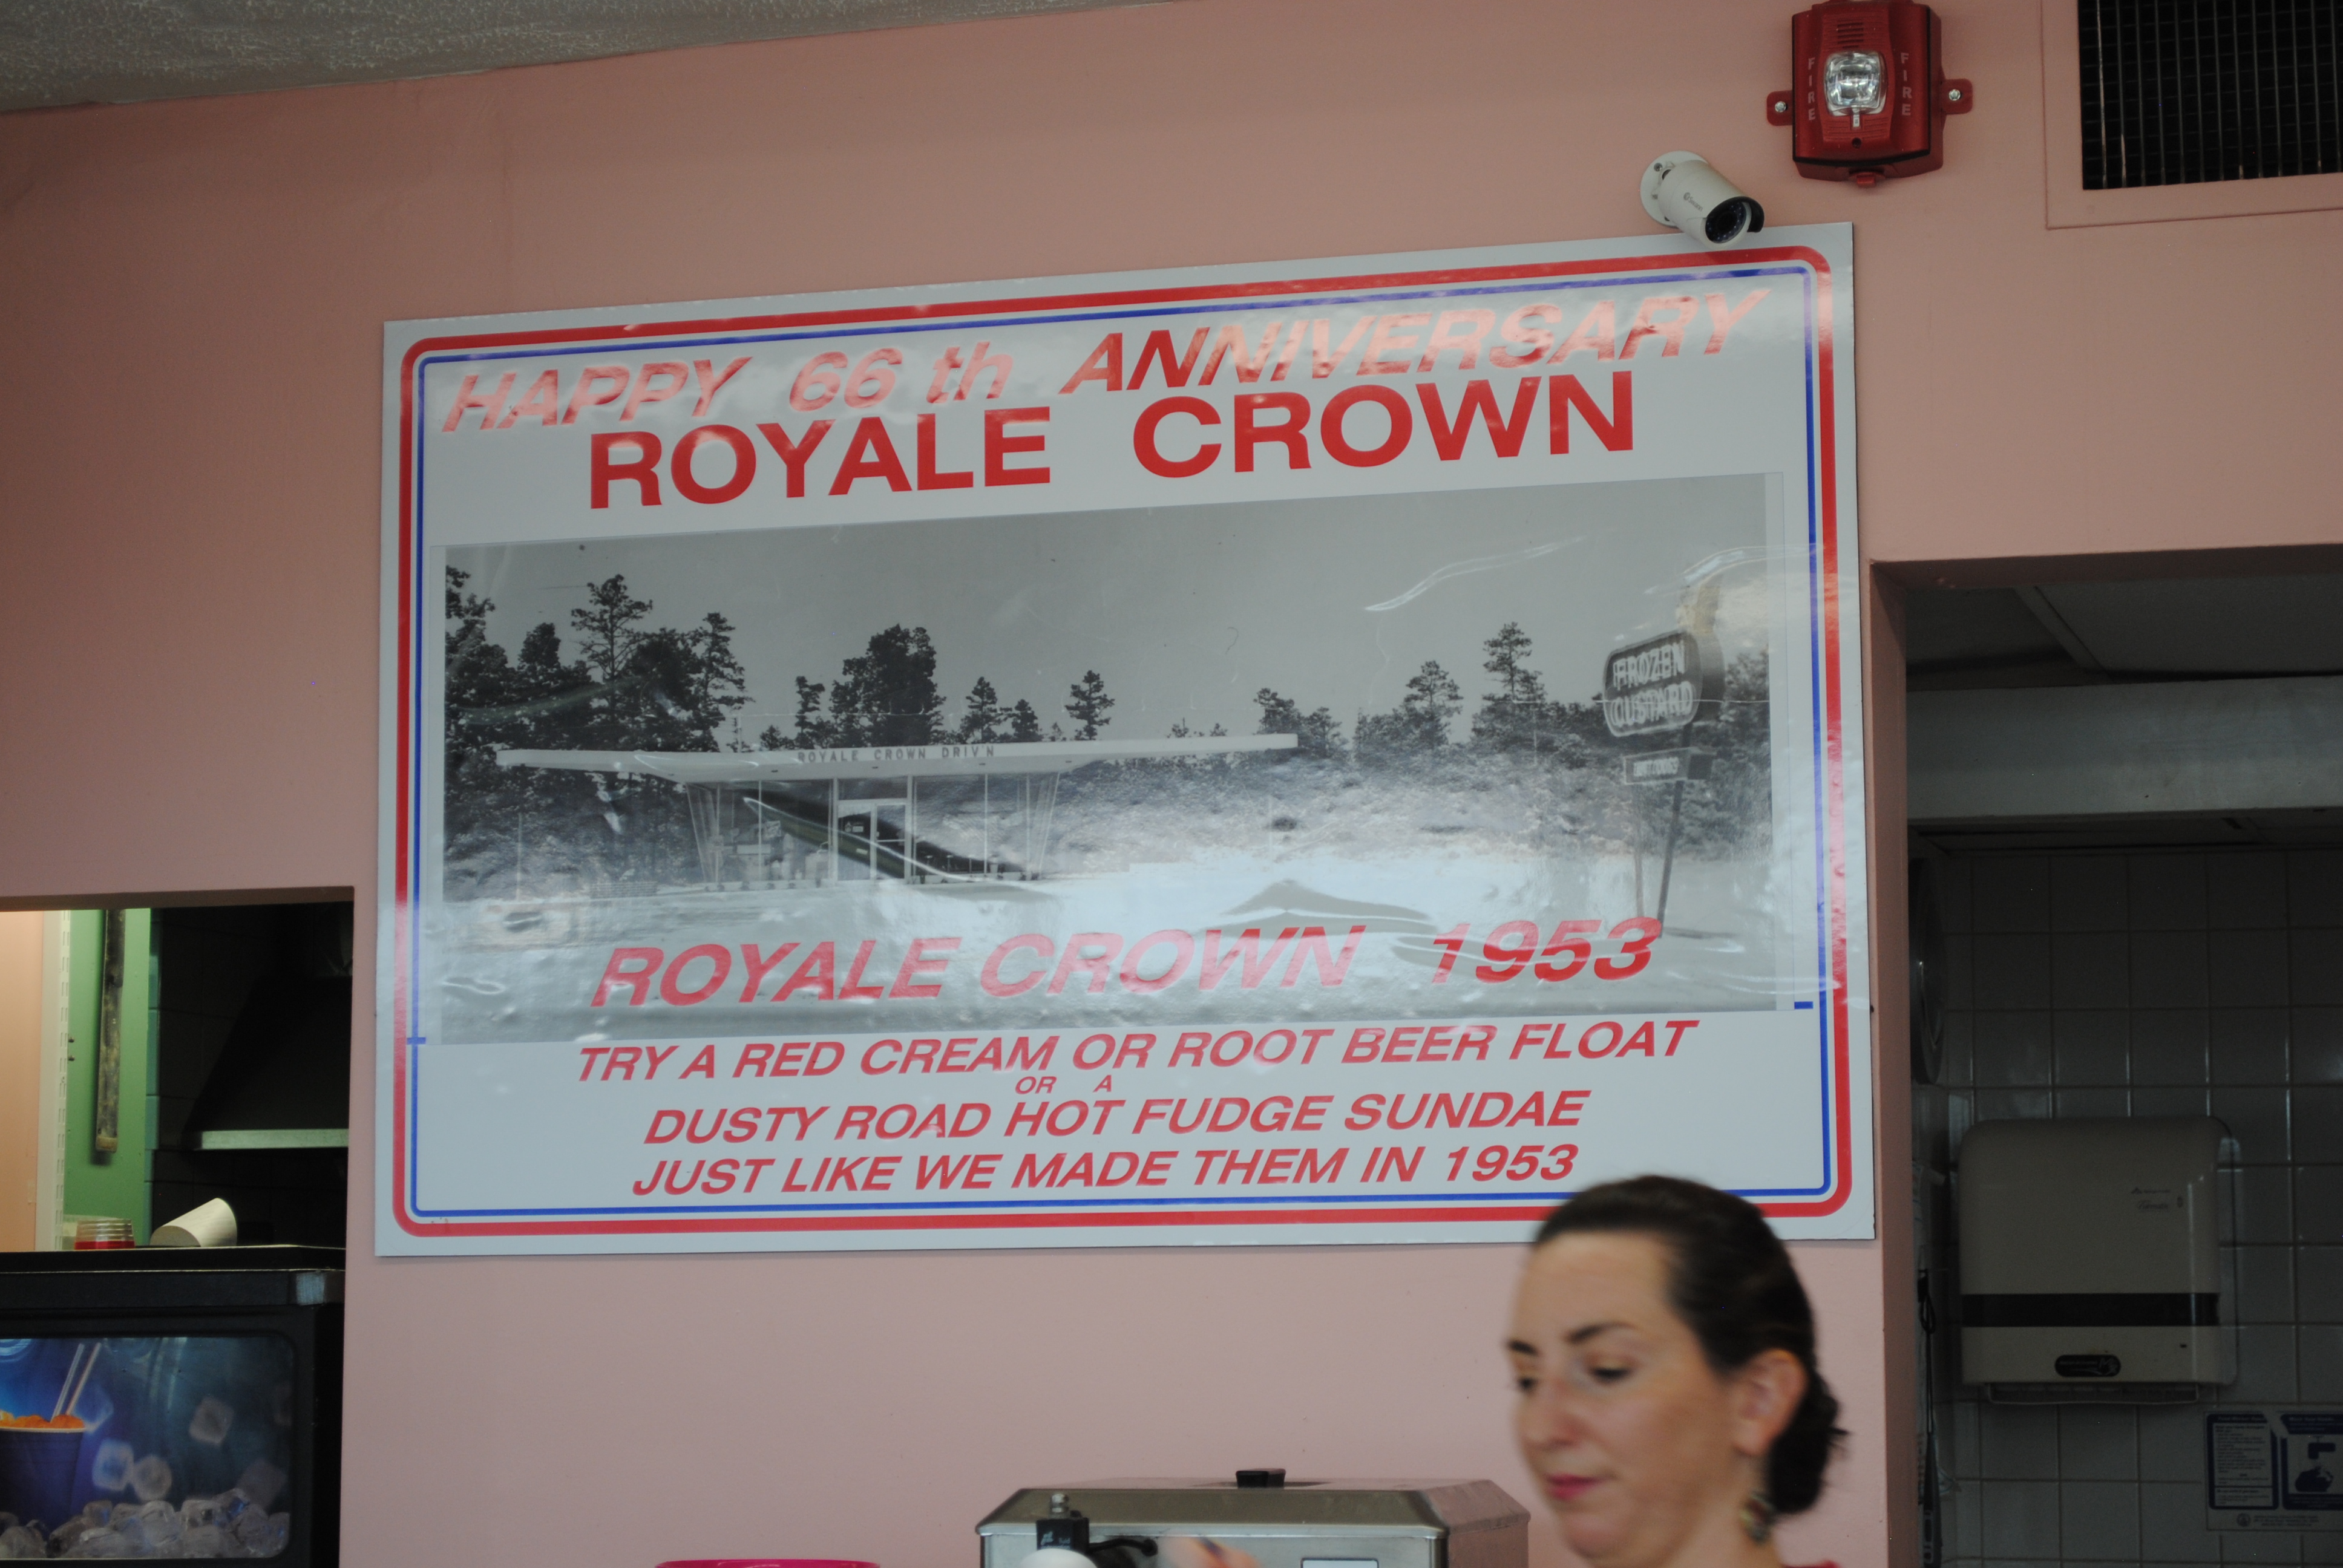 FIRE
FIRE
HAPPY 66 th ANNIVERSARY
ROYALE CROWN
FROZEN
CUSTARD
ROYALE CROWN DRIV'N
ROYALE CROWN 1953
TRY A RED CREAM OR ROOT BEER FLOAT
OR A
DUSTY ROAD HOT FUDGE SUNDAE
JUST LIKE WE MADE THEM IN 1953